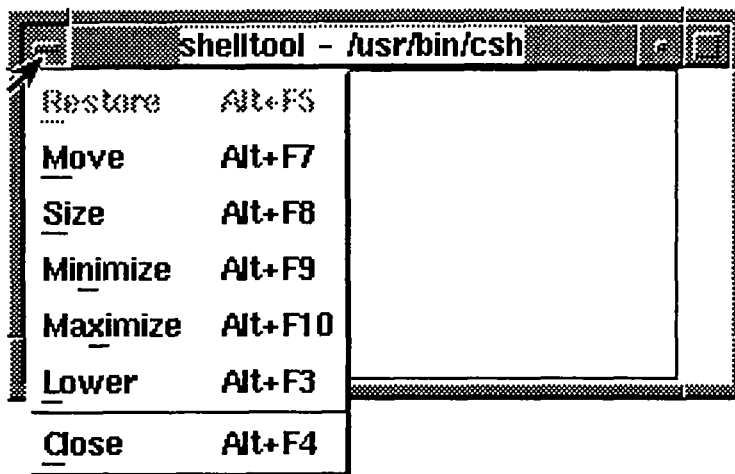 shelltool - /usr/bin/csh
Restore Alt+F5
Move Alt+F7
Size Alt+F8
Minimize Alt+F9
Maximize Alt+F10
Lower Alt+F3
Close Alt+F4